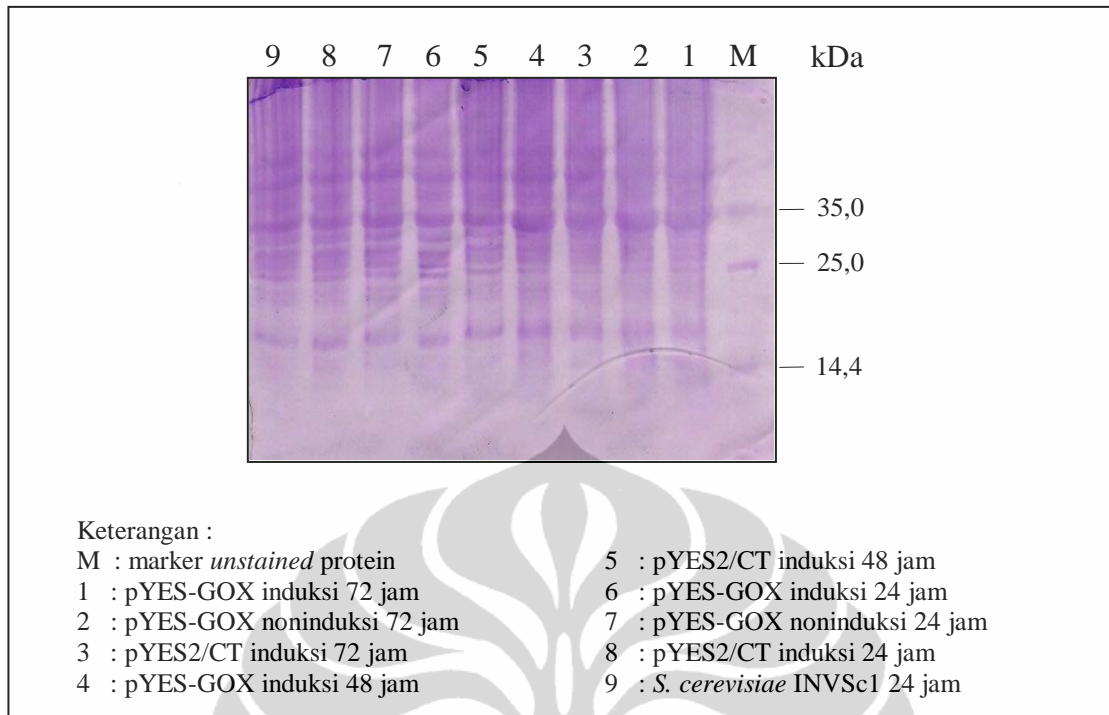 9 8 7 6 5 4 3 2 1 M kDa
35,0
25,0
14,4
Keterangan :
M : marker unstained protein
1 : pYES-GOX induksi 72 jam
2 : pYES-GOX noninduksi 72 jam
3 : pYES2/CT induksi 72 jam
4 : pYES-GOX induksi 48 jam
5 : pYES2/CT induksi 48 jam
6 : pYES-GOX induksi 24 jam
7 : pYES-GOX noninduksi 24 jam
8 : pYES2/CT induksi 24 jam
9 : S. cerevisiae INVSc1 24 jam